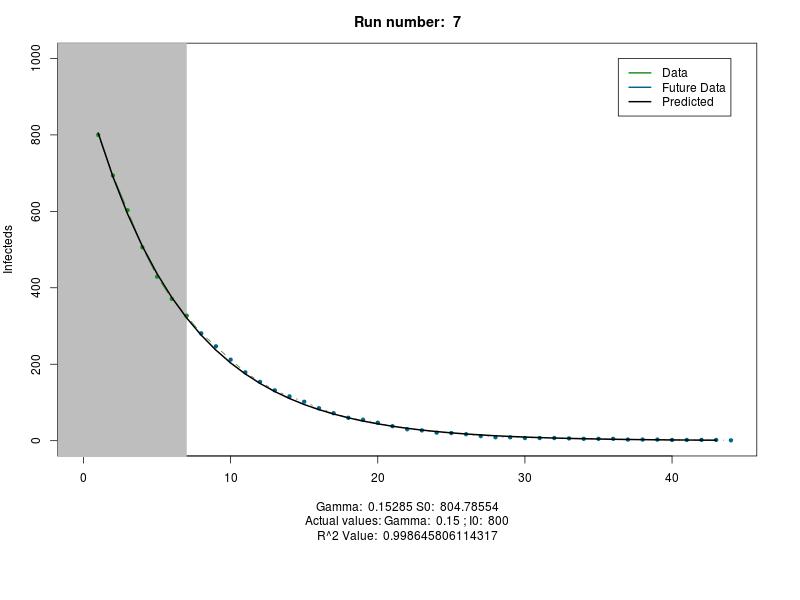 Run number: 7
1000
800
600
400
200
0
Infecteds
Data
Future Data
Predicted
0 10 20 30 40
Gamma: 0.15285 S0: 804.78554
Actual values: Gamma: 0.15 ; I0: 800
R^2 Value: 0.998645806114317